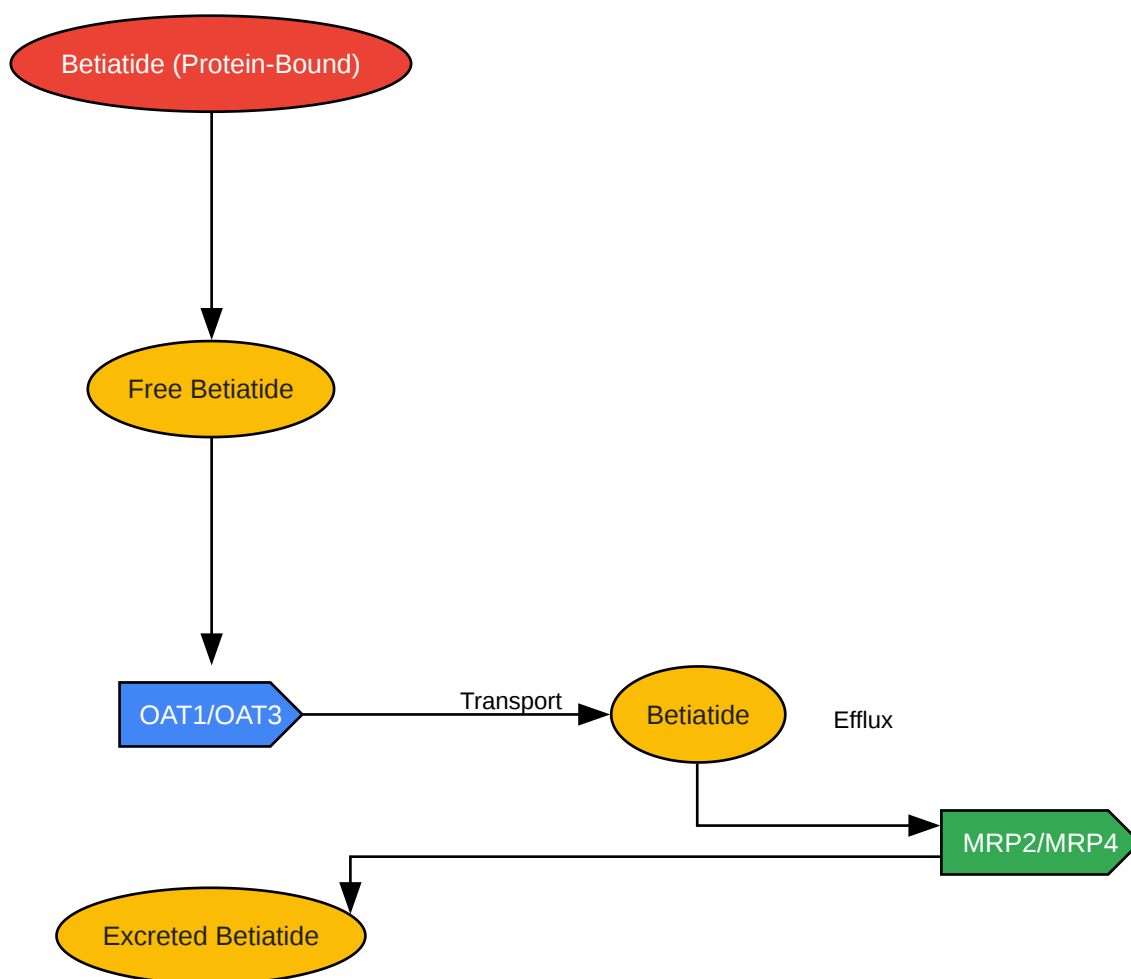 Betiatide (Protein-Bound)
Free Betiatide
OAT1/OAT3
Transport
Betiatide
Efflux
MRP2/MRP4
Excreted Betiatide